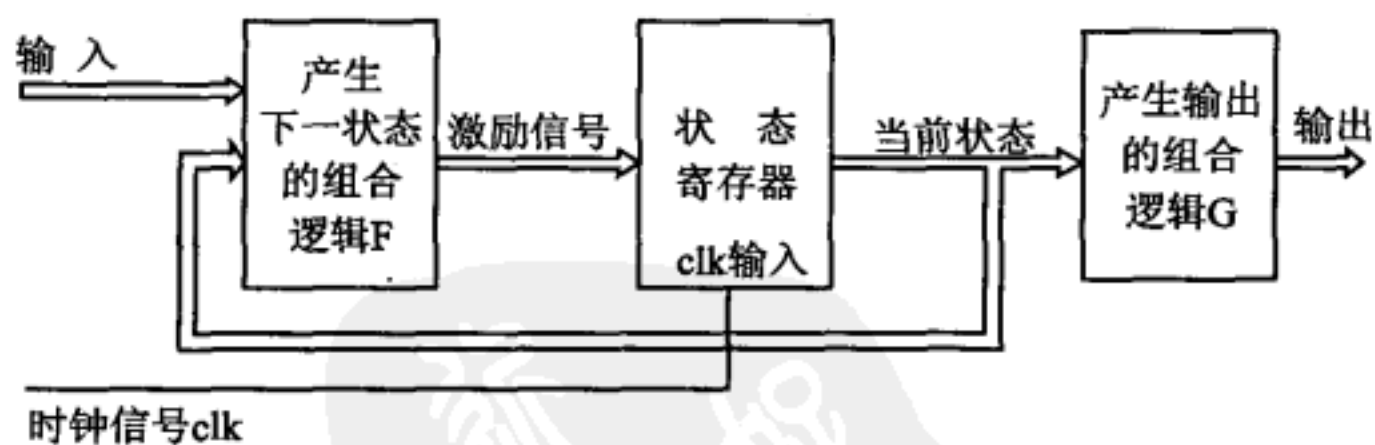 输 入
产生
下一状态
的组合
逻辑F
激励信号
状 态
寄存器
clk输入
当前状态
产生输出
的组合
逻辑G
输出
时钟信号clk